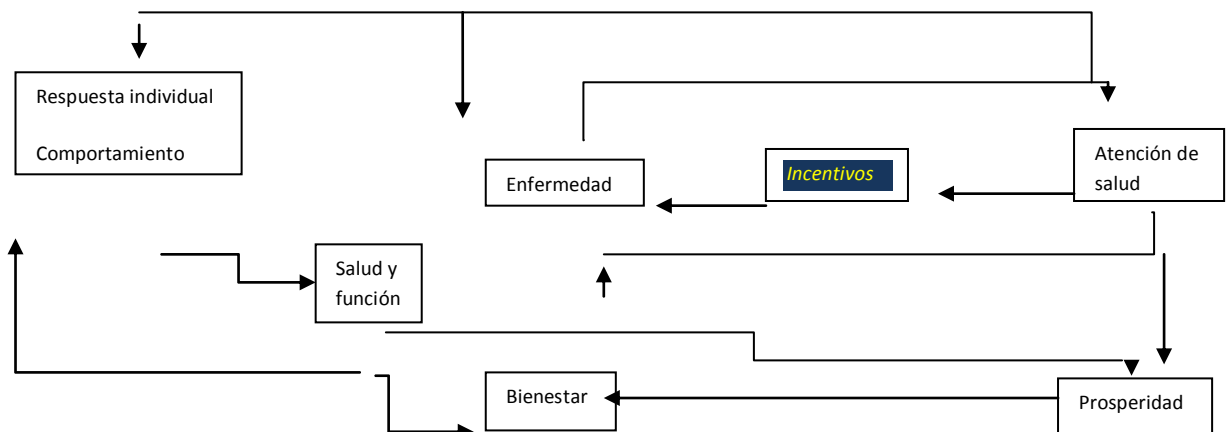 Respuesta individual
Comportamiento
Enfermedad
Incentivos
Atención de
salud
Salud y
función
Bienestar
Prosperidad